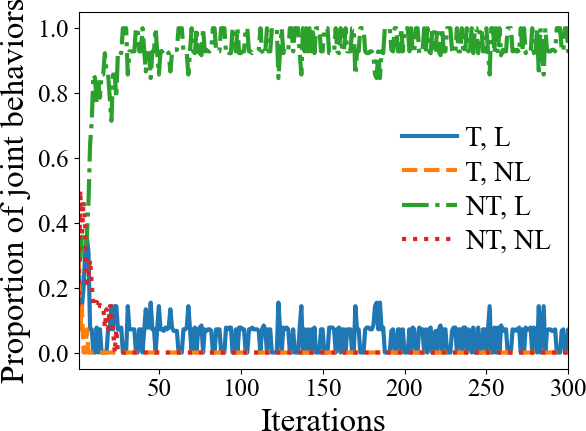 Proportion of joint behaviors
1.0
0.8
0.6
0.4
0.2
0.0
T, L
T, NL
NT, L
NT, NL
50
100
150
200
250
300
Iterations